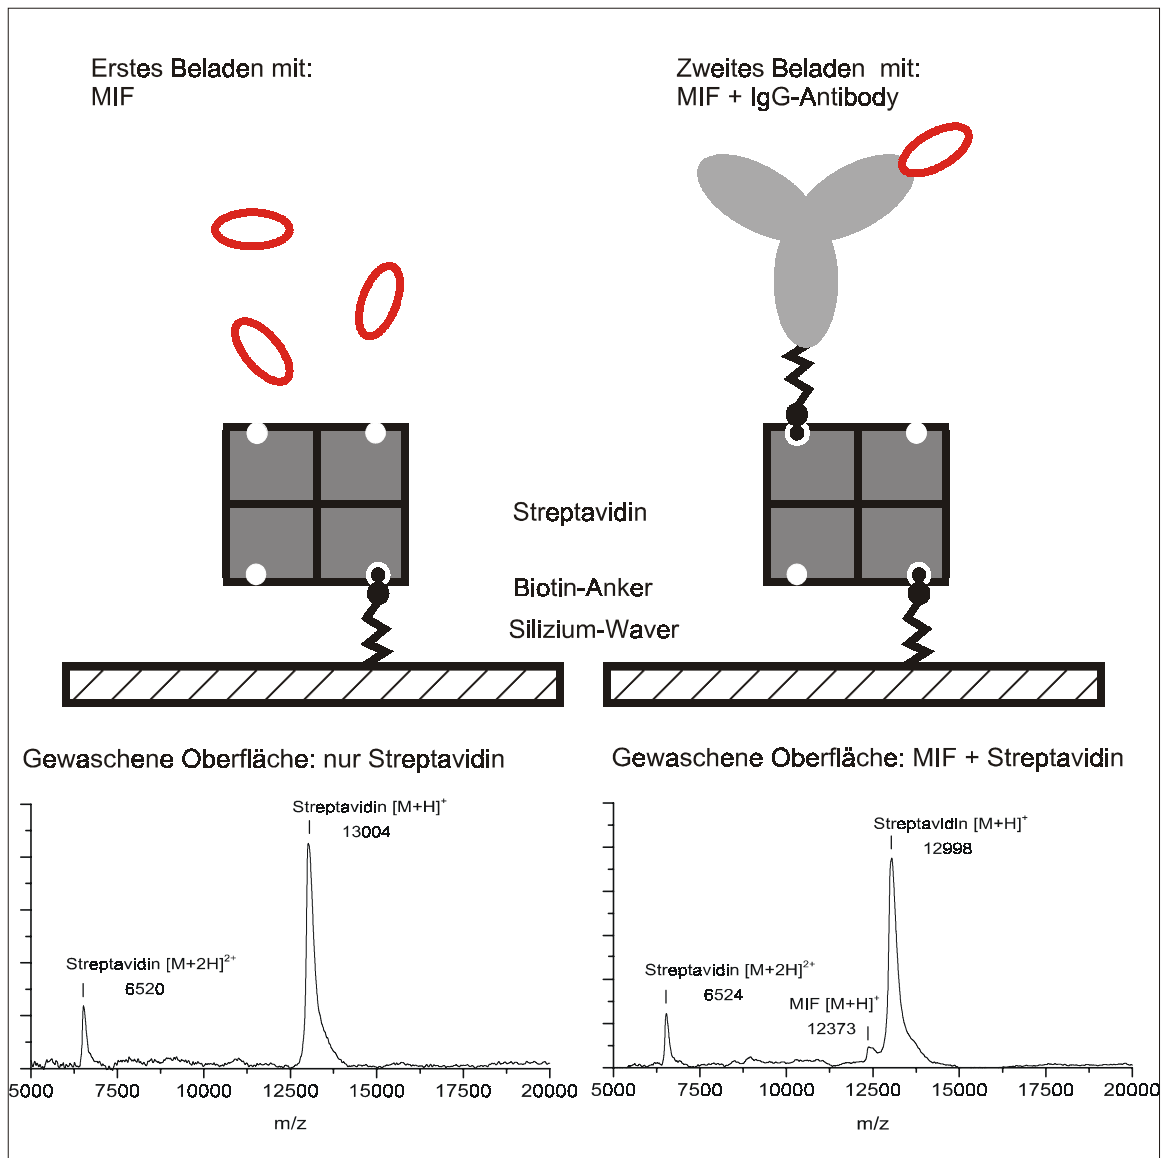 Erstes Beladen mit:
MIF
Zweites Beladen mit:
MIF + IgG-Antibody
Streptavidin
Biotin-Anker
Silizium-Waver
Gewaschene Oberfläche: nur Streptavidin
Gewaschene Oberfläche: MIF + Streptavidin
Streptavidin [M+H]⁺
13004
Streptavidin [M+2H]²⁺
6520
5000 7500 10000 12500 15000 17500 20000
m/z
Streptavidin [M+H]⁺
12998
Streptavidin [M+2H]²⁺
6524
MIF [M+H]⁺
12373
5000 7500 10000 12500 15000 17500 20000
m/z